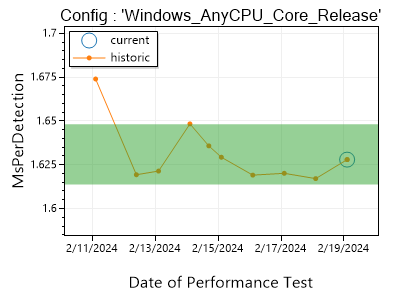 Config : 'Windows_AnyCPU_Core_Release'
1.7
1.675
1.65
1.625
1.6
MsPerDetection
current
historic
2/11/2024
2/13/2024
2/15/2024
2/17/2024
2/19/2024
Date of Performance Test